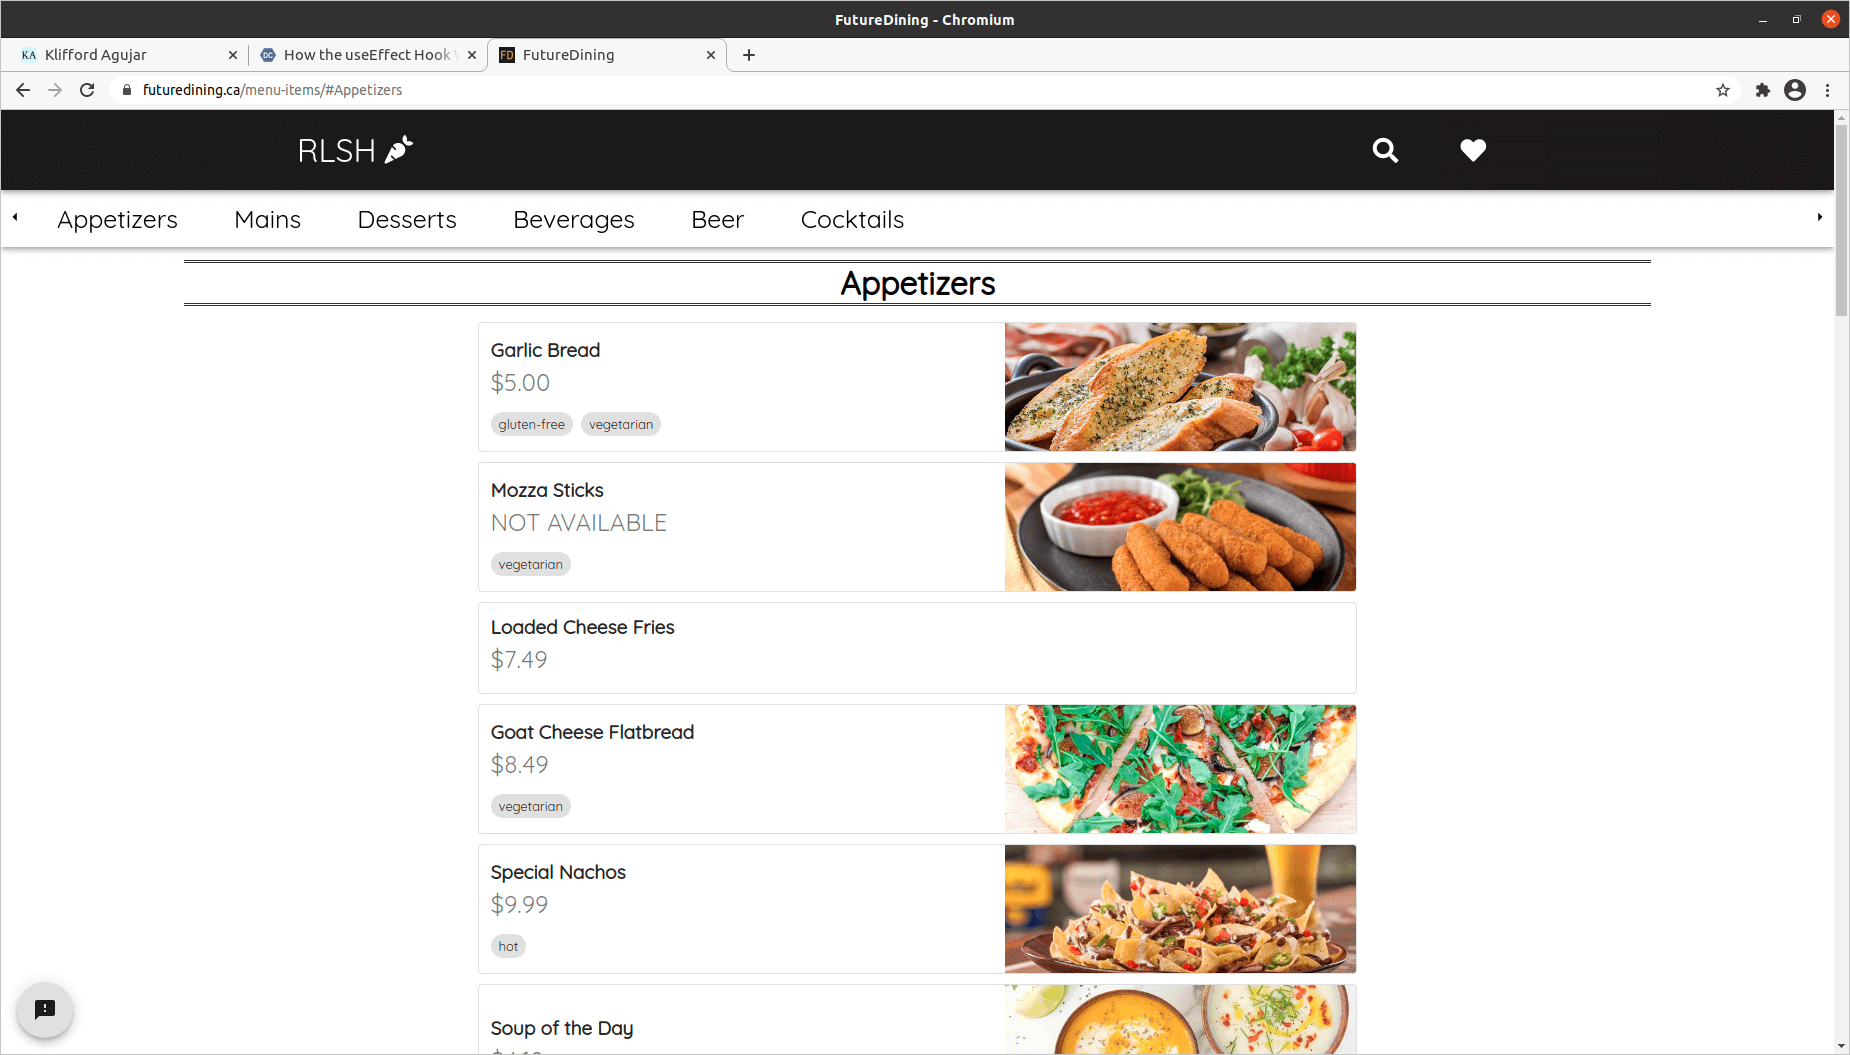 FutureDining - Chromium
KA Klifford Agujar
DC How the useEffect Hook
FD FutureDining
futuredining.ca/menu-items/#Appetizers
RLSH
Appetizers Mains Desserts Beverages Beer Cocktails
Appetizers
Garlic Bread
$5.00
gluten-free vegetarian
Mozza Sticks
NOT AVAILABLE
vegetarian
Loaded Cheese Fries
$7.49
Goat Cheese Flatbread
$8.49
vegetarian
Special Nachos
$9.99
hot
Soup of the Day